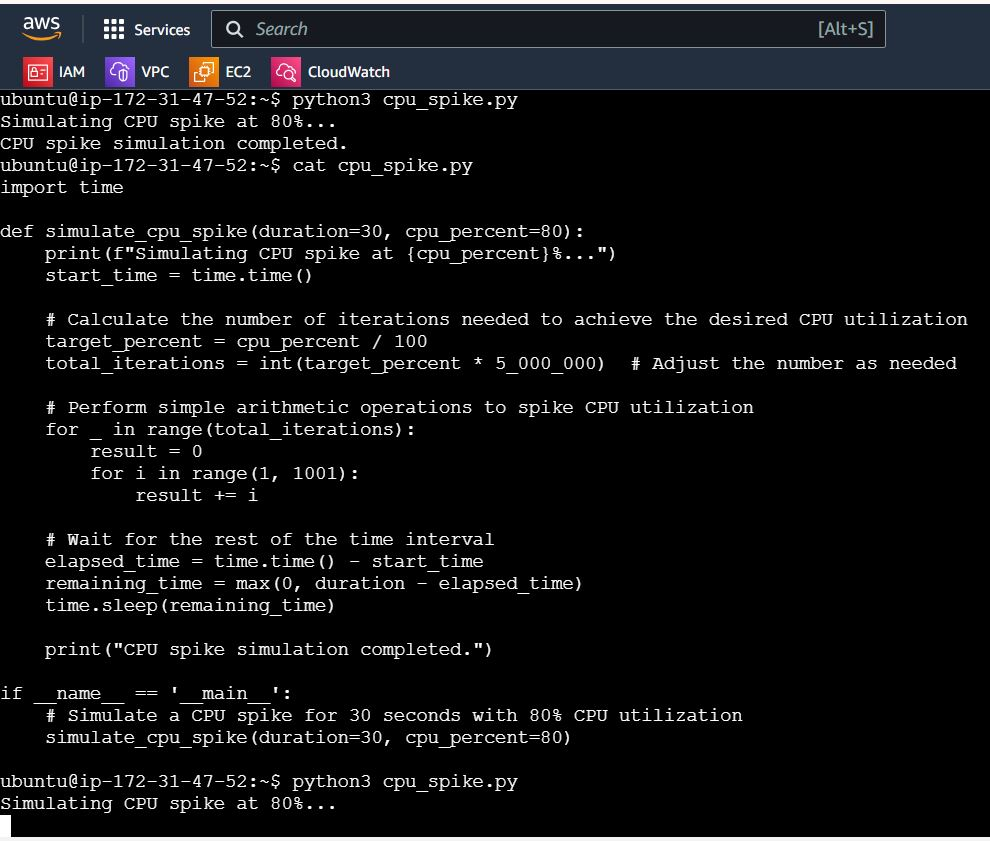 aws
Services
Search
[Alt+S]
IAM
VPC
EC2
CloudWatch
ubuntu@ip-172-31-47-52:~$ python3 cpu_spike.py
Simulating CPU spike at 80%...
CPU spike simulation completed.
ubuntu@ip-172-31-47-52:~$ cat cpu_spike.py
import time

def simulate_cpu_spike(duration=30, cpu_percent=80):
    print(f"Simulating CPU spike at {cpu_percent}%...")
    start_time = time.time()

    # Calculate the number of iterations needed to achieve the desired CPU utilization
    target_percent = cpu_percent / 100
    total_iterations = int(target_percent * 5_000_000)  # Adjust the number as needed

    # Perform simple arithmetic operations to spike CPU utilization
    for _ in range(total_iterations):
        result = 0
        for i in range(1, 1001):
            result += i

    # Wait for the rest of the time interval
    elapsed_time = time.time() - start_time
    remaining_time = max(0, duration - elapsed_time)
    time.sleep(remaining_time)

    print("CPU spike simulation completed.")

if __name__ == '__main__':
    # Simulate a CPU spike for 30 seconds with 80% CPU utilization
    simulate_cpu_spike(duration=30, cpu_percent=80)

ubuntu@ip-172-31-47-52:~$ python3 cpu_spike.py
Simulating CPU spike at 80%...